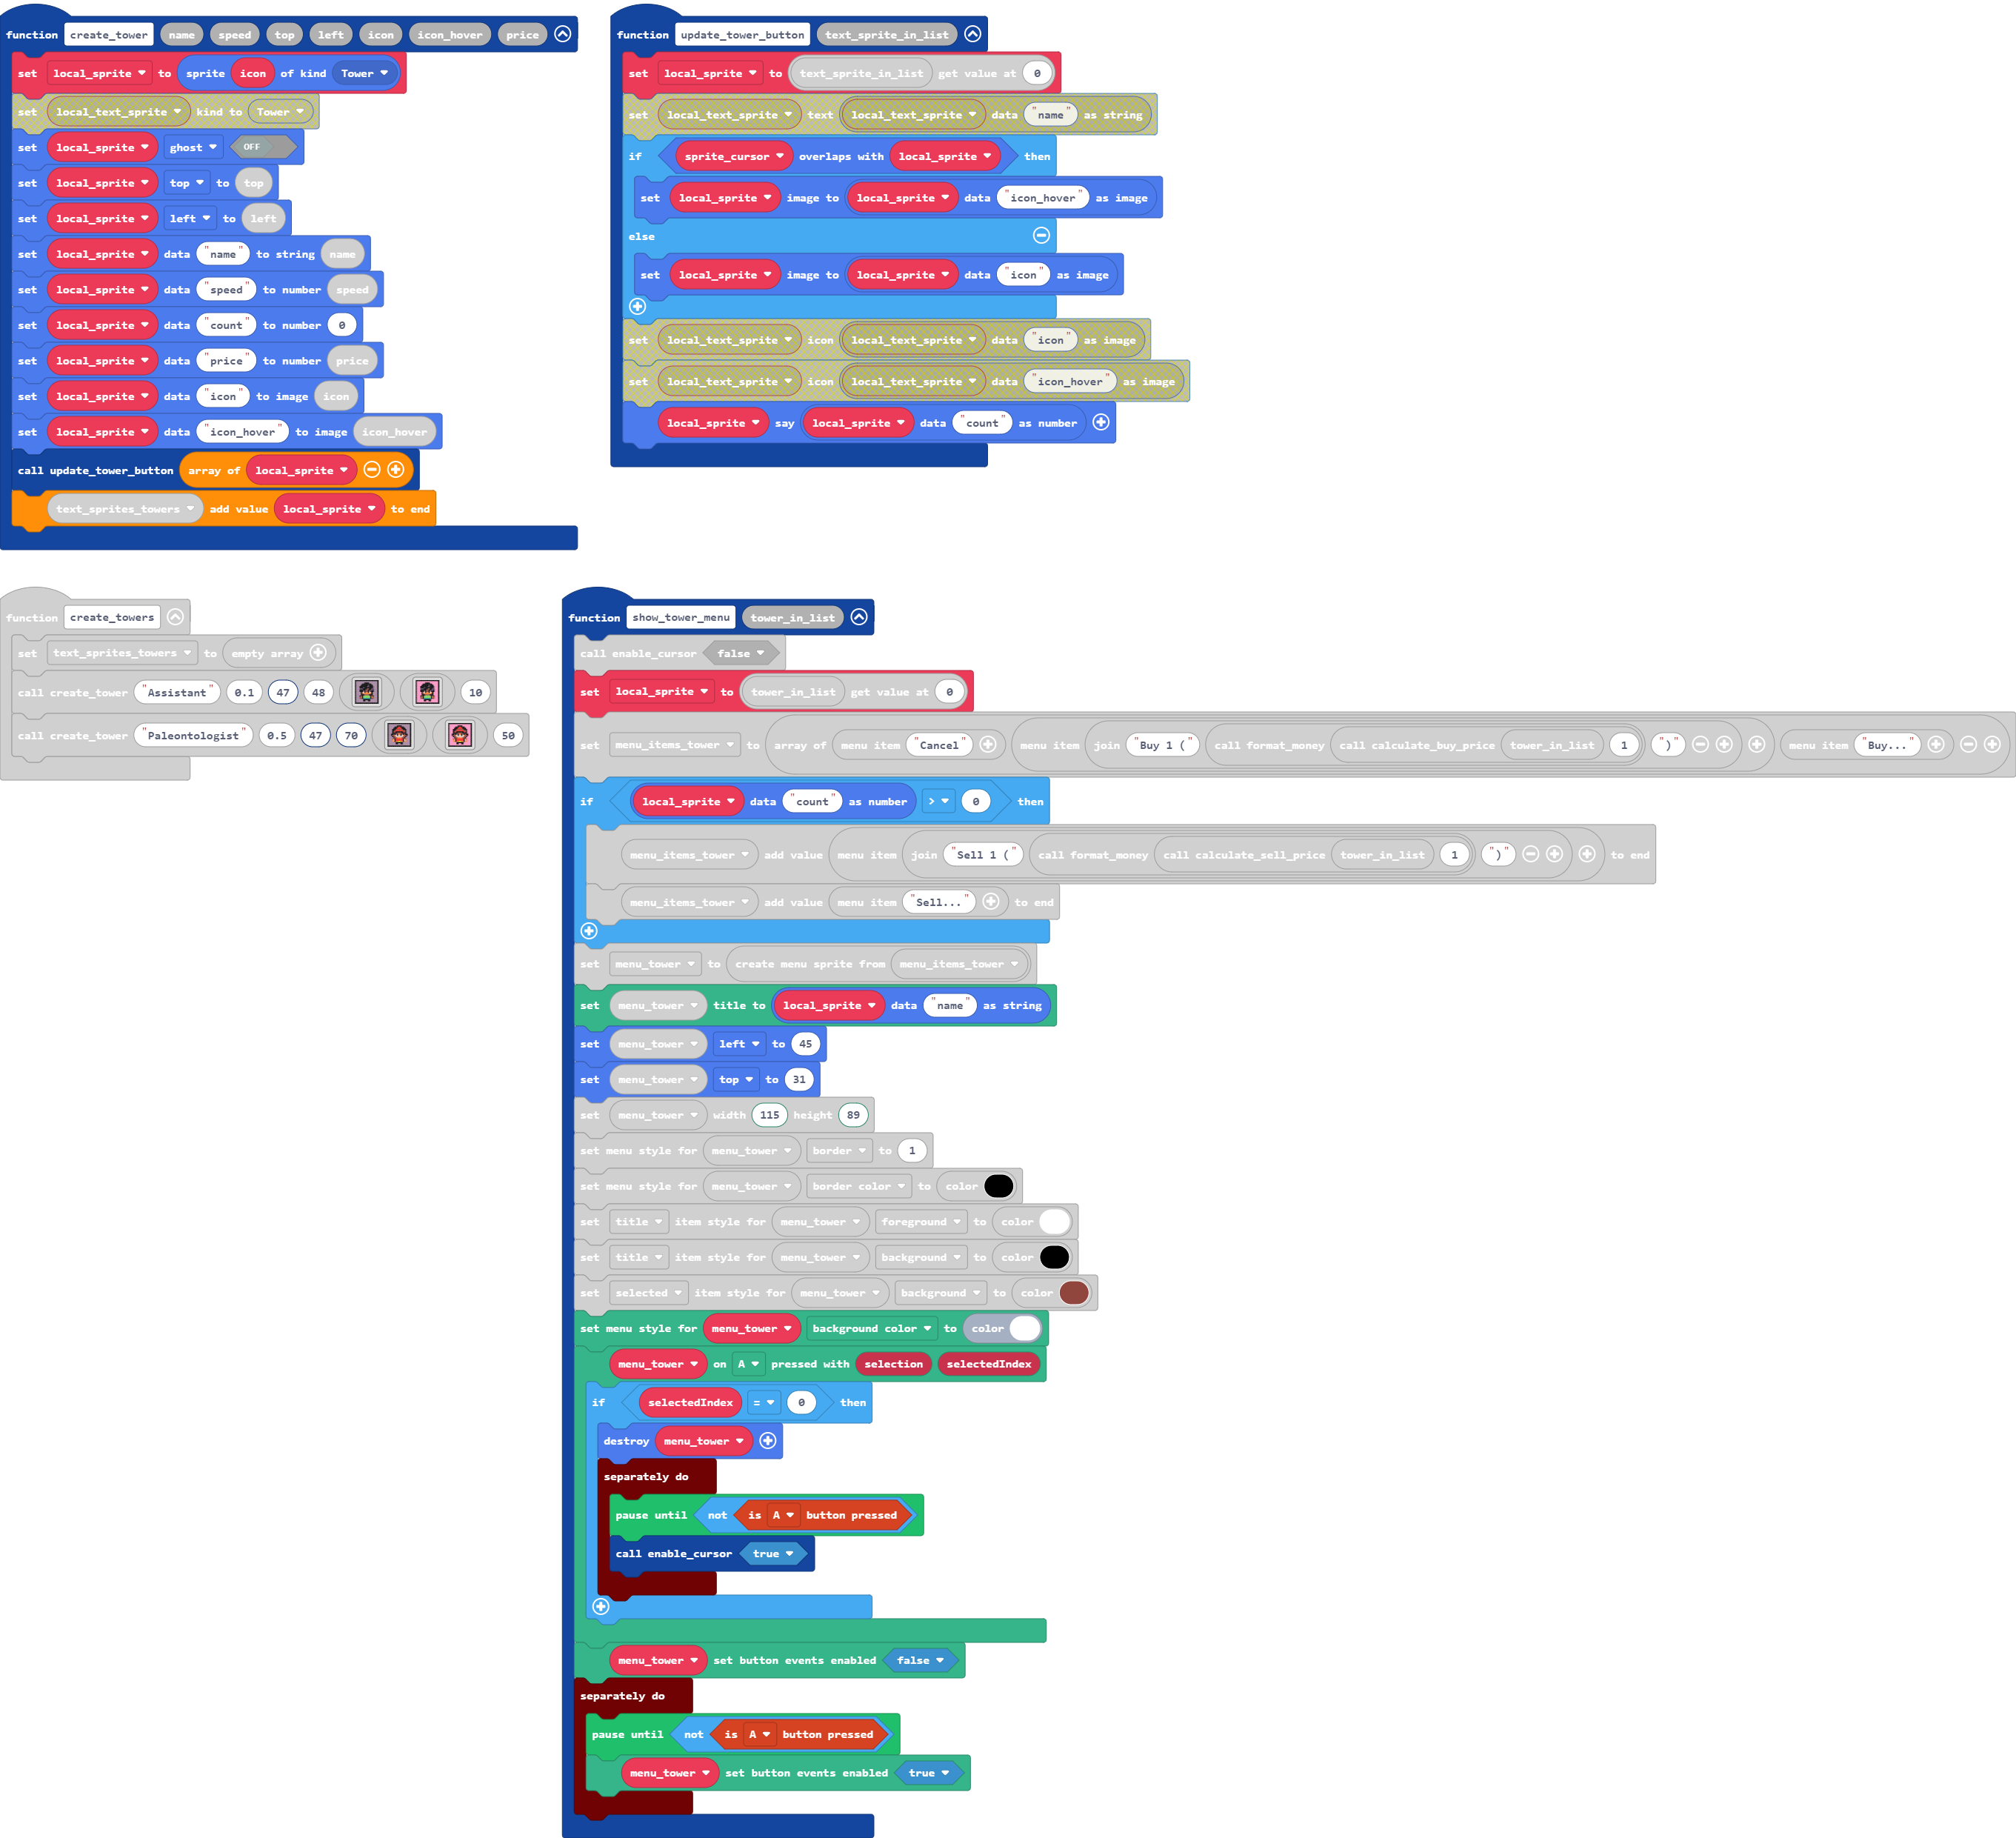 function create_tower name speed top left icon icon_hover price
set local_sprite to sprite icon of kind Tower
set local_text_sprite kind to Tower
set local_sprite ghost OFF
set local_sprite top to top
set local_sprite left to left
set local_sprite data "name" to string name
set local_sprite data "speed" to number speed
set local_sprite data "count" to number 0
set local_sprite data "price" to number price
set local_sprite data "icon" to image icon
set local_sprite data "icon_hover" to image icon_hover
call update_tower_button array of local_sprite
text_sprites_towers add value local_sprite to end
function update_tower_button text_sprite_in_list
set local_sprite to text_sprite_in_list get value at 0
set local_text_sprite text local_text_sprite data "name" as string
if sprite_cursor overlaps with local_sprite then
set local_sprite image to local_sprite data "icon_hover" as image
else
set local_sprite image to local_sprite data "icon" as image
set local_text_sprite icon local_text_sprite data "icon" as image
set local_text_sprite icon local_text_sprite data "icon_hover" as image
local_sprite say local_sprite data "count" as number
function create_towers
set text_sprites_towers to empty array
call create_tower "Assistant" 0.1 47 48 10
call create_tower "Paleontologist" 0.5 47 70 50
function show_tower_menu tower_in_list
call enable_cursor false
set local_sprite to tower_in_list get value at 0
set menu_items_tower to array of menu item "Cancel" menu item join "Buy 1 (" call format_money call calculate_buy_price tower_in_list 1 ")" menu item "Buy..."
if local_sprite data "count" as number > 0 then
menu_items_tower add value menu item join "Sell 1 (" call format_money call calculate_sell_price tower_in_list 1 ")" to end
menu_items_tower add value menu item "Sell..." to end
set menu_tower to create menu sprite from menu_items_tower
set menu_tower title to local_sprite data "name" as string
set menu_tower left to 45
set menu_tower top to 31
set menu_tower width 115 height 89
set menu style for menu_tower border to 1
set menu style for menu_tower border color to color
set title item style for menu_tower foreground to color
set title item style for menu_tower background to color
set selected item style for menu_tower background to color
set menu style for menu_tower background color to color
menu_tower on A pressed with selection selectedIndex
if selectedIndex = 0 then
destroy menu_tower
separately do
pause until not is A button pressed
call enable_cursor true
menu_tower set button events enabled false
separately do
pause until not is A button pressed
menu_tower set button events enabled true